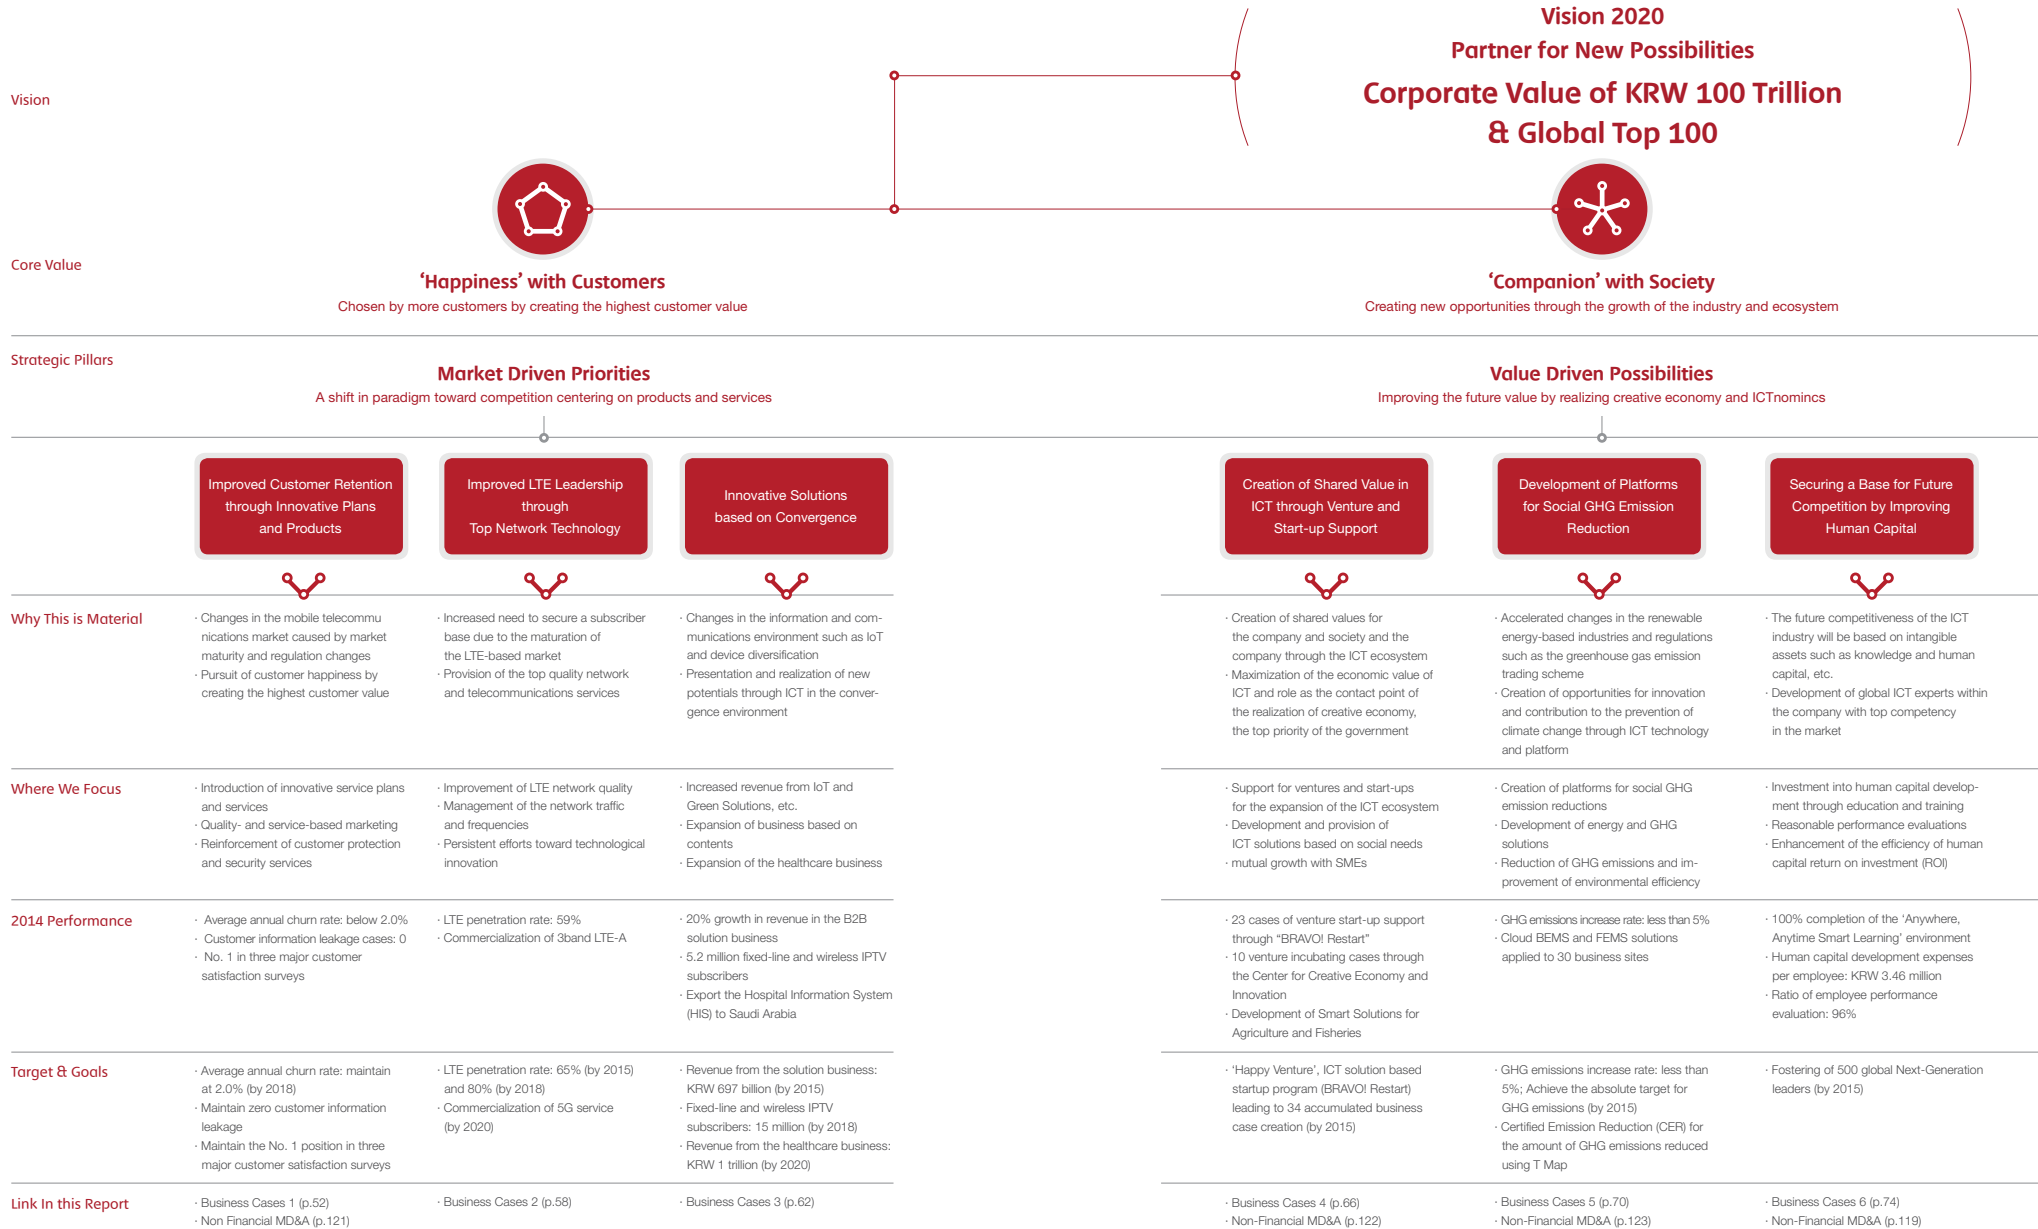 Vision 2020
Partner for New Possibilities
Corporate Value of KRW 100 Trillion
& Global Top 100
Vision
Core Value
‘Happiness’ with Customers
Chosen by more customers by creating the highest customer value
‘Companion’ with Society
Creating new opportunities through the growth of the industry and ecosystem
Strategic Pillars
Market Driven Priorities
A shift in paradigm toward competition centering on products and services
Value Driven Possibilities
Improving the future value by realizing creative economy and ICTnomincs
Improved Customer Retention
through Innovative Plans
and Products
Improved LTE Leadership
through
Top Network Technology
Innovative Solutions
based on Convergence
Creation of Shared Value in
ICT through Venture and
Start-up Support
Development of Platforms
for Social GHG Emission
Reduction
Securing a Base for Future
Competition by Improving
Human Capital
Why This is Material
· Changes in the mobile telecommu
nications market caused by market
maturity and regulation changes
· Pursuit of customer happiness by
creating the highest customer value
· Increased need to secure a subscriber
base due to the maturation of
the LTE-based market
· Provision of the top quality network
and telecommunications services
· Changes in the information and com-
munications environment such as IoT
and device diversification
· Presentation and realization of new
potentials through ICT in the conver-
gence environment
· Creation of shared values for
the company and society and the
company through the ICT ecosystem
· Maximization of the economic value of
ICT and role as the contact point of
the realization of creative economy,
the top priority of the government
· Accelerated changes in the renewable
energy-based industries and regulations
such as the greenhouse gas emission
trading scheme
· Creation of opportunities for innovation
and contribution to the prevention of
climate change through ICT technology
and platform
· The future competitiveness of the ICT
industry will be based on intangible
assets such as knowledge and human
capital, etc.
· Development of global ICT experts within
the company with top competency
in the market
Where We Focus
· Introduction of innovative service plans
and services
· Quality- and service-based marketing
· Reinforcement of customer protection
and security services
· Improvement of LTE network quality
· Management of the network traffic
and frequencies
· Persistent efforts toward technological
innovation
· Increased revenue from IoT and
Green Solutions, etc.
· Expansion of business based on
contents
· Expansion of the healthcare business
· Support for ventures and start-ups
for the expansion of the ICT ecosystem
· Development and provision of
ICT solutions based on social needs
· mutual growth with SMEs
· Creation of platforms for social GHG
emission reductions
· Development of energy and GHG
solutions
· Reduction of GHG emissions and im-
provement of environmental efficiency
· Investment into human capital develop-
ment through education and training
· Reasonable performance evaluations
· Enhancement of the efficiency of human
capital return on investment (ROI)
2014 Performance
· Average annual churn rate: below 2.0%
· Customer information leakage cases: 0
· No. 1 in three major customer
satisfaction surveys
· LTE penetration rate: 59%
· Commercialization of 3band LTE-A
· 20% growth in revenue in the B2B
solution business
· 5.2 million fixed-line and wireless IPTV
subscribers
· Export the Hospital Information System
(HIS) to Saudi Arabia
· 23 cases of venture start-up support
through “BRAVO! Restart”
· 10 venture incubating cases through
the Center for Creative Economy and
Innovation
· Development of Smart Solutions for
Agriculture and Fisheries
· GHG emissions increase rate: less than 5%
· Cloud BEMS and FEMS solutions
applied to 30 business sites
· 100% completion of the ‘Anywhere,
Anytime Smart Learning’ environment
· Human capital development expenses
per employee: KRW 3.46 million
· Ratio of employee performance
evaluation: 96%
Target & Goals
· Average annual churn rate: maintain
at 2.0% (by 2018)
· Maintain zero customer information
leakage
· Maintain the No. 1 position in three
major customer satisfaction surveys
· LTE penetration rate: 65% (by 2015)
and 80% (by 2018)
· Commercialization of 5G service
(by 2020)
· Revenue from the solution business:
KRW 697 billion (by 2015)
· Fixed-line and wireless IPTV
subscribers: 15 million (by 2018)
· Revenue from the healthcare business:
KRW 1 trillion (by 2020)
· ‘Happy Venture’, ICT solution based
startup program (BRAVO! Restart)
leading to 34 accumulated business
case creation (by 2015)
· GHG emissions increase rate: less than
5%; Achieve the absolute target for
GHG emissions (by 2015)
· Certified Emission Reduction (CER) for
the amount of GHG emissions reduced
using T Map
· Fostering of 500 global Next-Generation
leaders (by 2015)
Link In this Report
· Business Cases 1 (p.52)
· Non Financial MD&A (p.121)
· Business Cases 2 (p.58)
· Business Cases 3 (p.62)
· Business Cases 4 (p.66)
· Non-Financial MD&A (p.122)
· Business Cases 5 (p.70)
· Non-Financial MD&A (p.123)
· Business Cases 6 (p.74)
· Non-Financial MD&A (p.119)